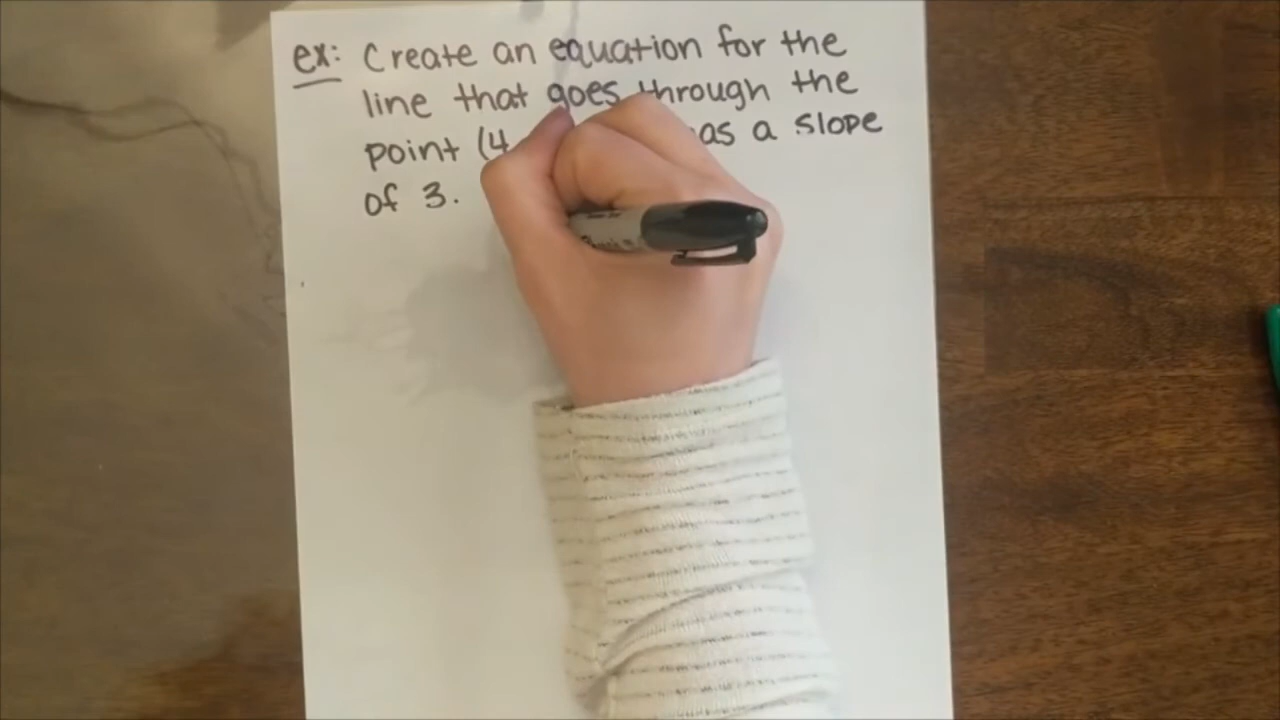 ex: Create an equation for the
line that goes through the
point (4 as a slope
of 3.